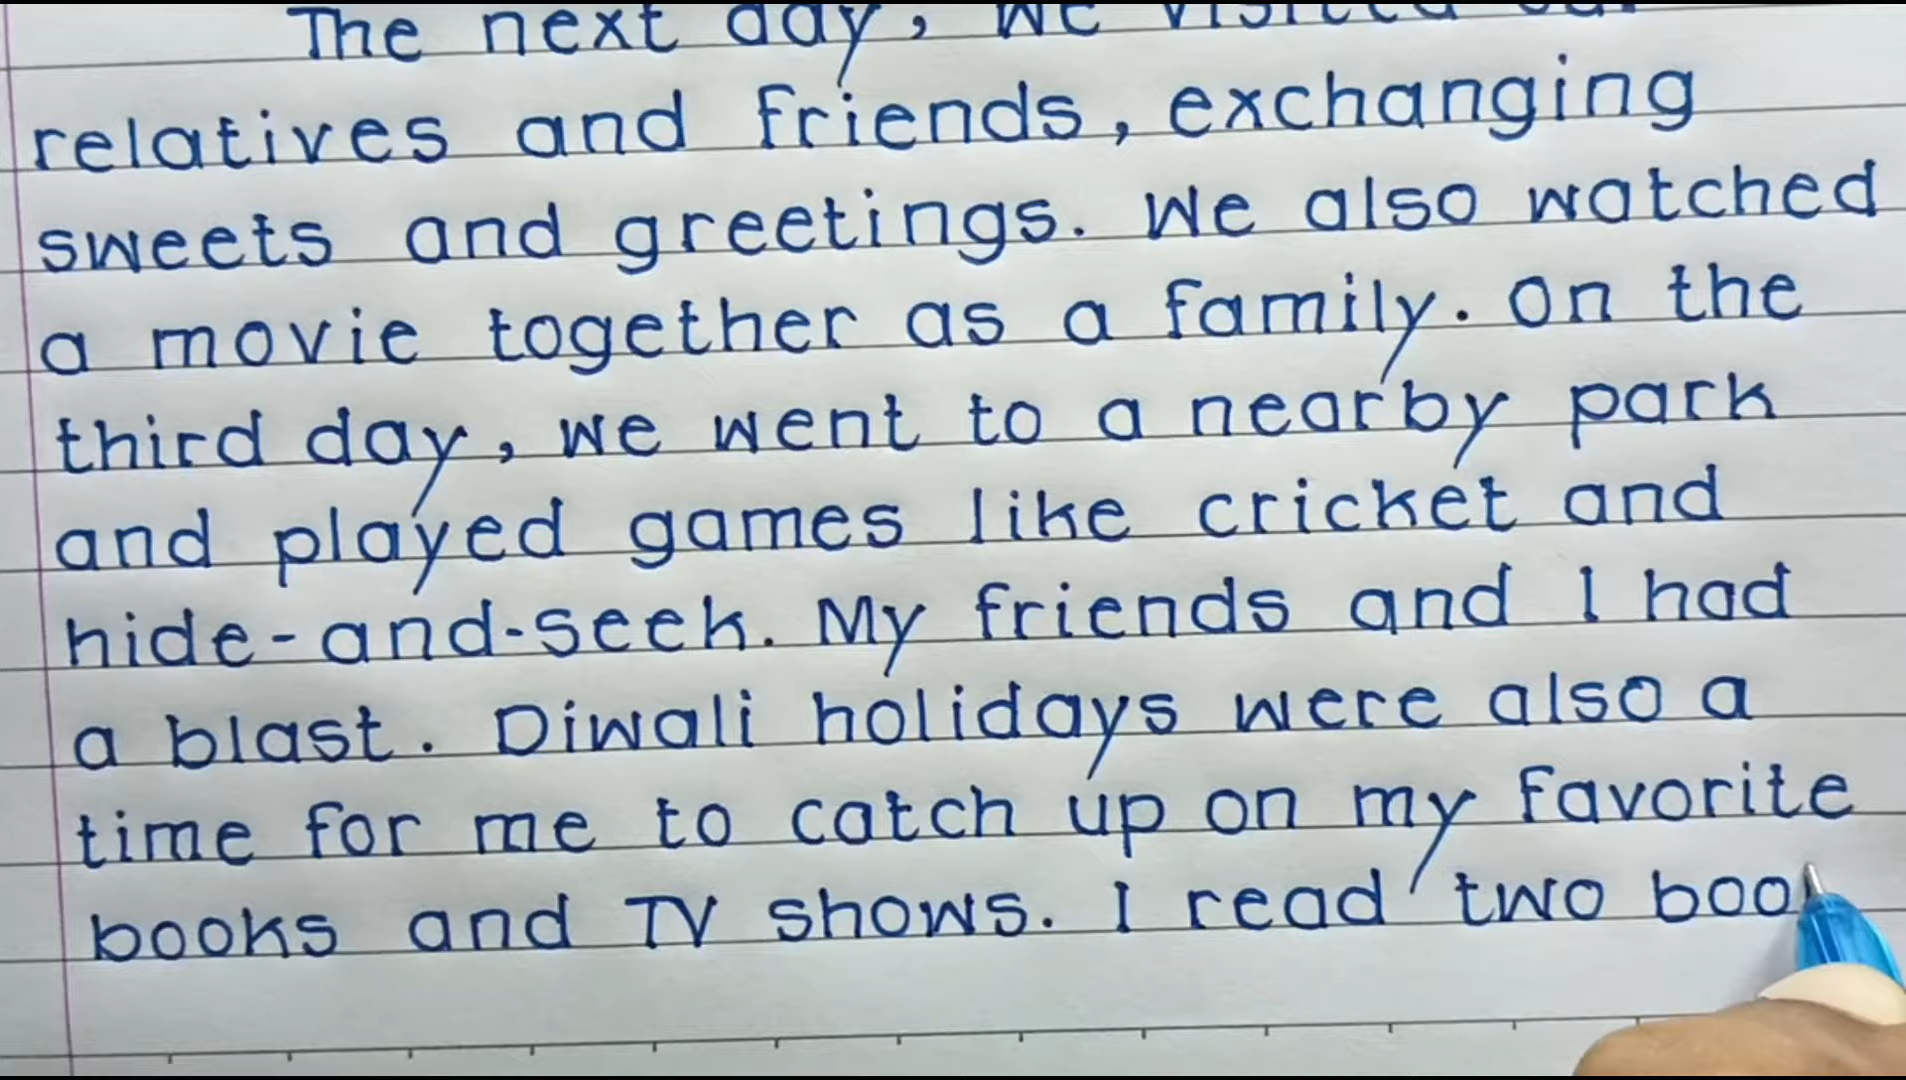 The next day, we visited our
relatives and friends, exchanging
sweets and greetings. We also watched
a movie together as a family. On the
third day, we went to a nearby park
and played games like cricket and
hide-and-seek. My friends and I had
a blast. Diwali holidays were also a
time for me to catch up on my favorite
books and TV shows. I read two boo